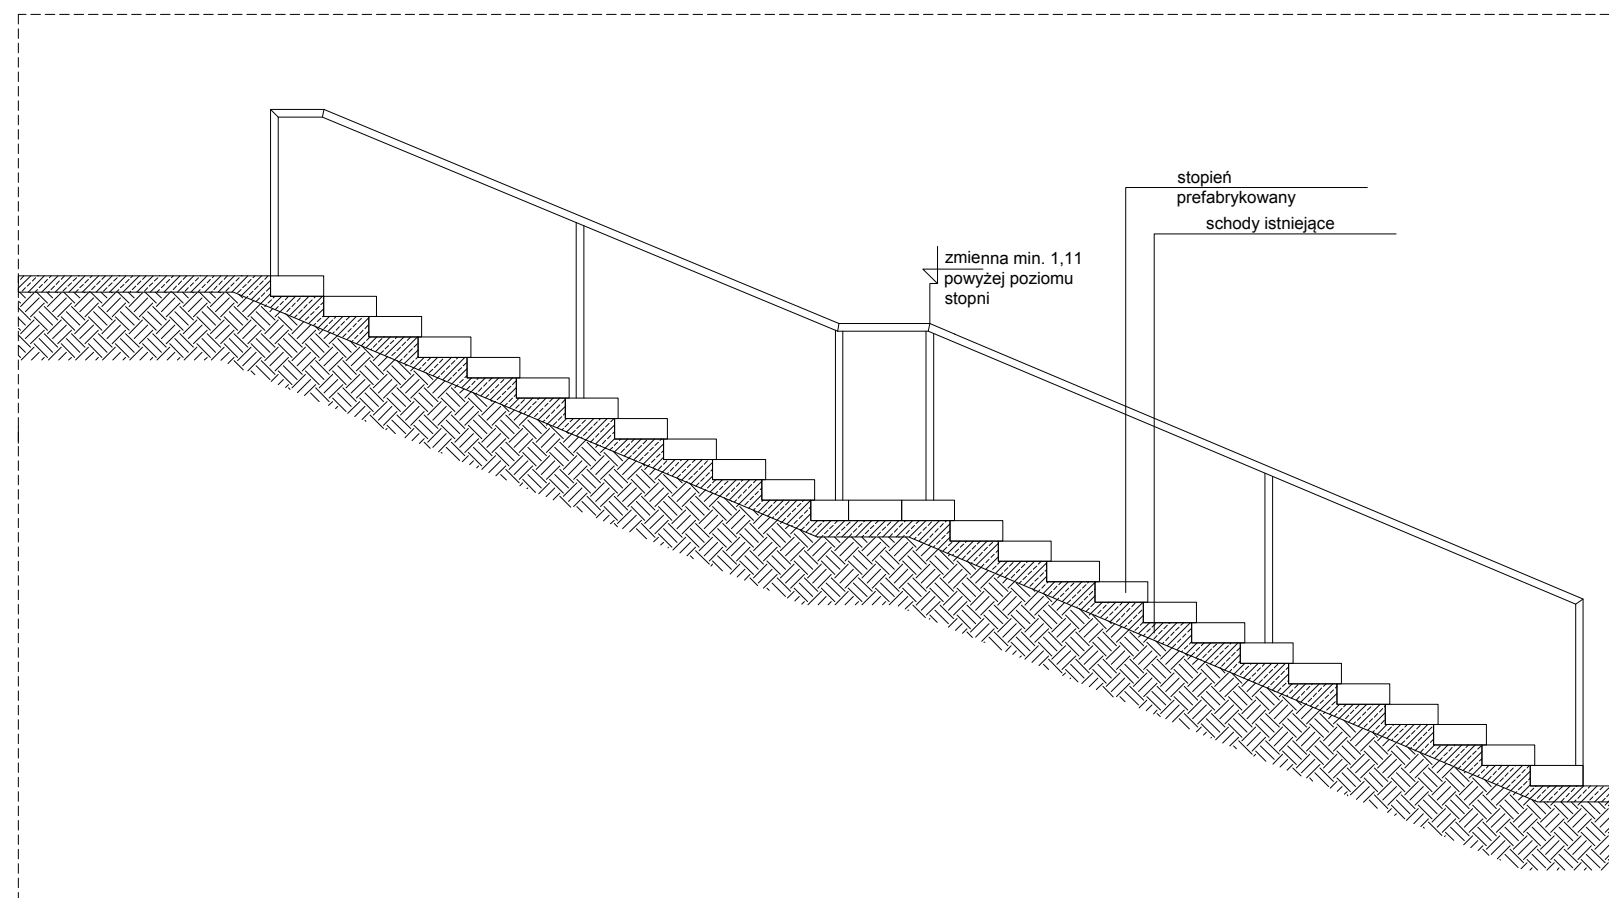 stopień
prefabrykowany
schody istniejące
zmienna min. 1,11
powyżej poziomu
stopni